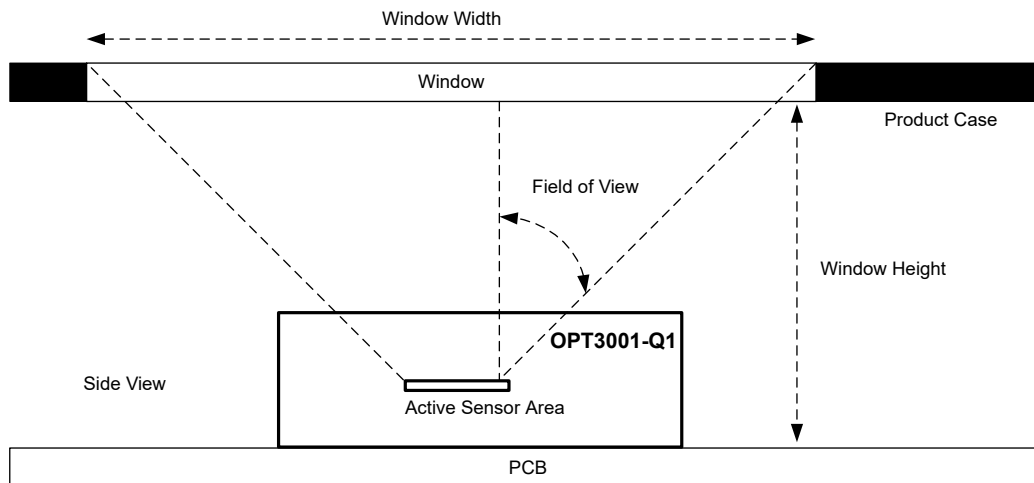 Window Width
Window
Product Case
Field of View
Window Height
OPT3001-Q1
Side View
Active Sensor Area
PCB